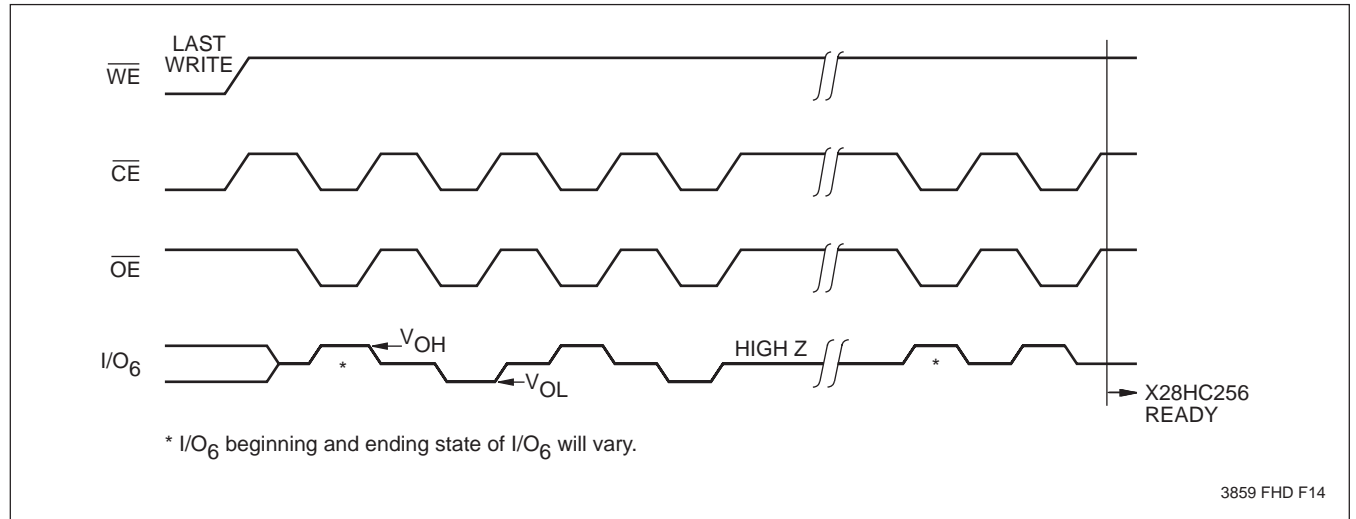 LAST
WRITE
WE
CE
OE
I/O6
VOH
VOL
HIGH Z
*
*
X28HC256
READY
* I/O6 beginning and ending state of I/O6 will vary.
3859 FHD F14